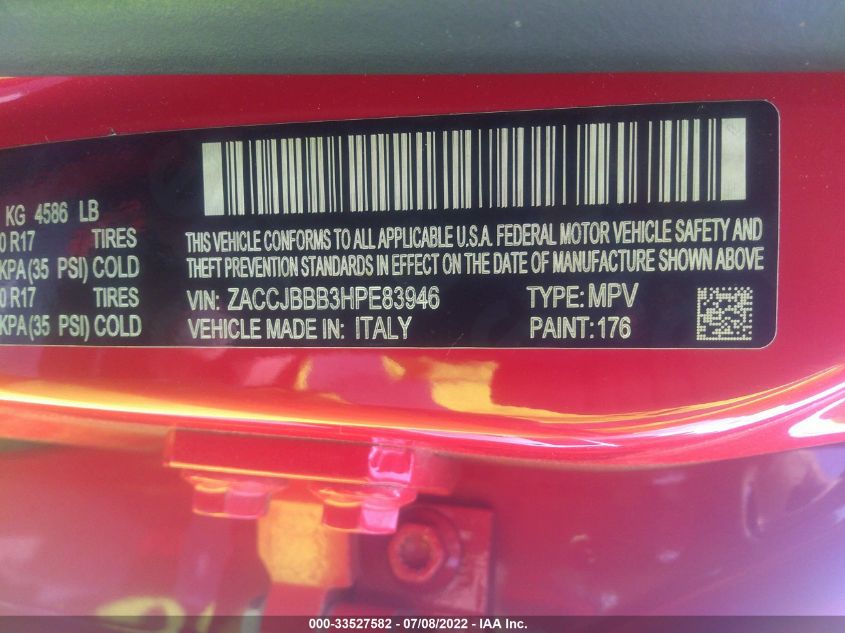 KG 4586 LB
0 R17 TIRES
KPA (35 PSI) COLD
0 R17 TIRES
KPA (35 PSI) COLD
THIS VEHICLE CONFORMS TO ALL APPLICABLE U.S.A. FEDERAL MOTOR VEHICLE SAFETY AND
THEFT PREVENTION STANDARDS IN EFFECT ON THE DATE OF MANUFACTURE SHOWN ABOVE
VIN: ZACCJBBB3HPE83946 TYPE: MPV
VEHICLE MADE IN: ITALY PAINT: 176
000-33527582 - 07/08/2022 - IAA Inc.